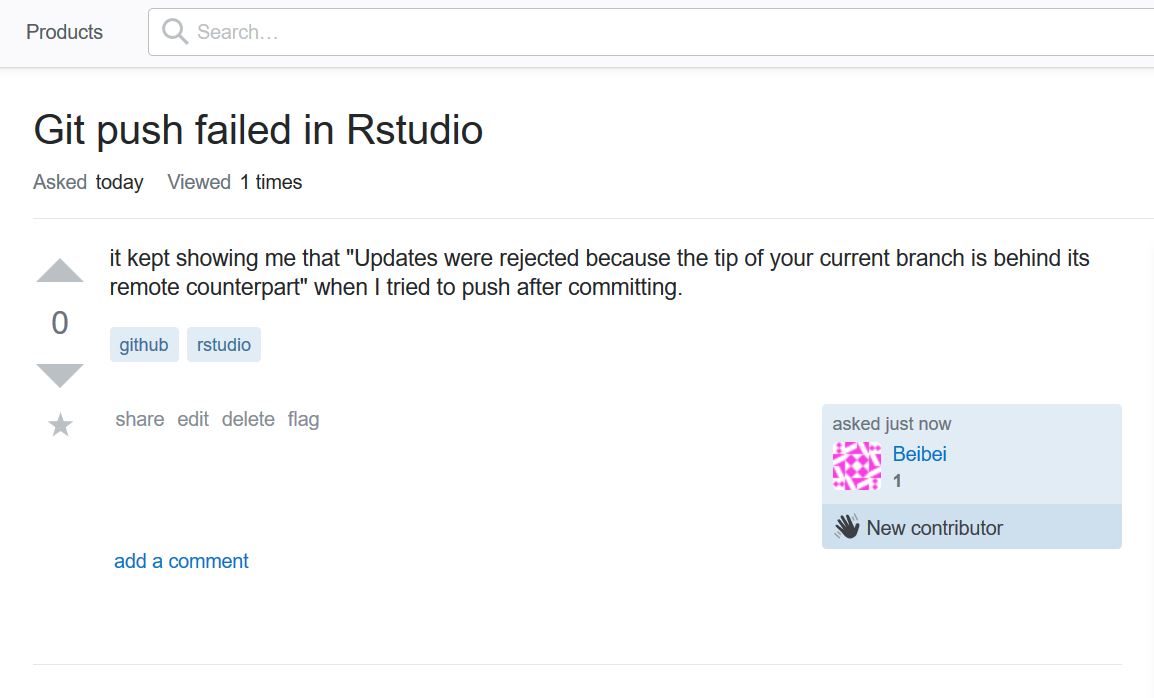 Products
Search...
Git push failed in Rstudio
Asked today Viewed 1 times
it kept showing me that "Updates were rejected because the tip of your current branch is behind its
remote counterpart" when I tried to push after committing.
0
github rstudio
share edit delete flag
asked just now
Beibei
1
New contributor
add a comment